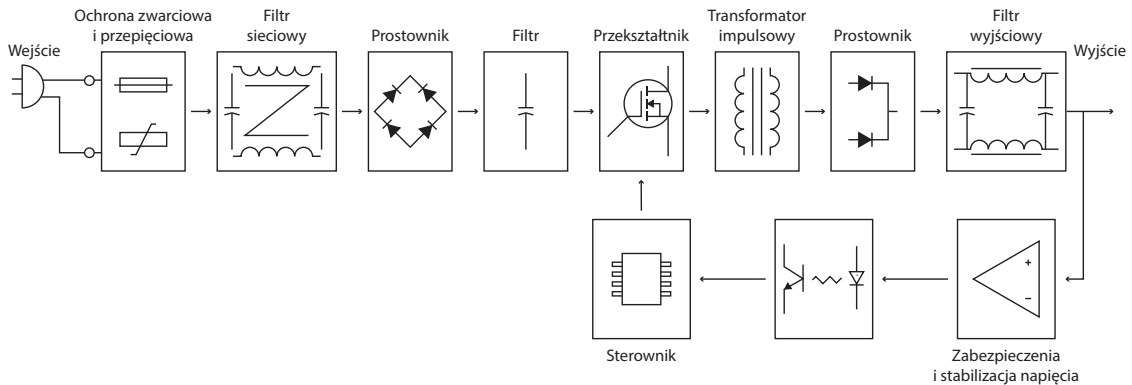 Wejście
Ochrona zwarciowa
i przepięciowa
Filtr
sieciowy
Prostownik
Filtr
Przekształtnik
Transformator
impulsowy
Prostownik
Filtr
wyjściowy
Wyjście
Sterownik
+
−
Zabezpieczenia
i stabilizacja napięcia